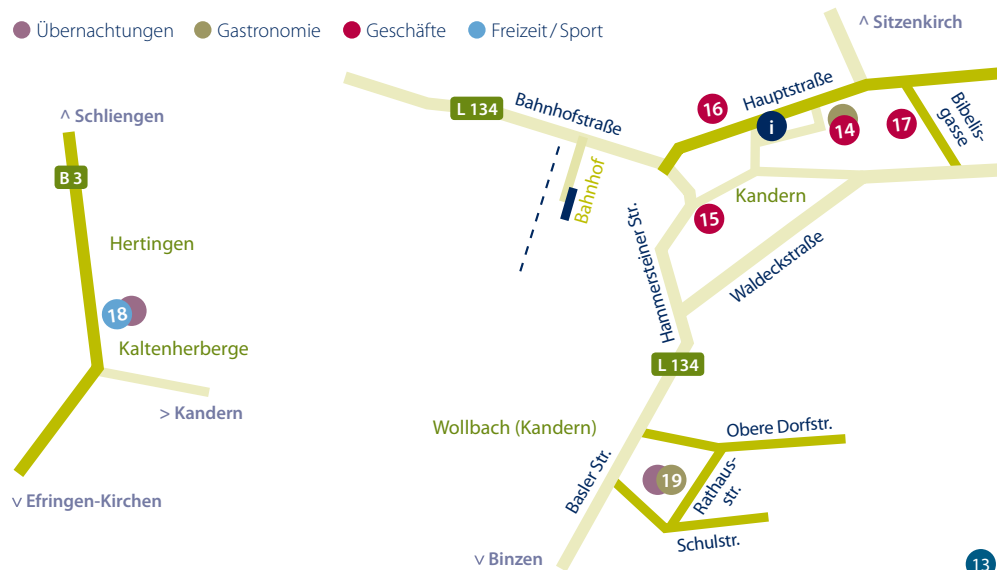 Übernachtungen
Gastronomie
Geschäfte
Freizeit / Sport
^ Sitzenkirch
^ Schliengen
B 3
Hertingen
18
Kaltenherberge
> Kandern
v Efringen-Kirchen
L 134
Bahnhofstraße
Bahnhof
16
Hauptstraße
i
14
17
Bibelis-
gasse
Kandern
15
Hammersteiner Str.
Waldeckstraße
L 134
Wollbach (Kandern)
Obere Dorfstr.
Basler Str.
19
Rathaus-
str.
Schulstr.
v Binzen
13